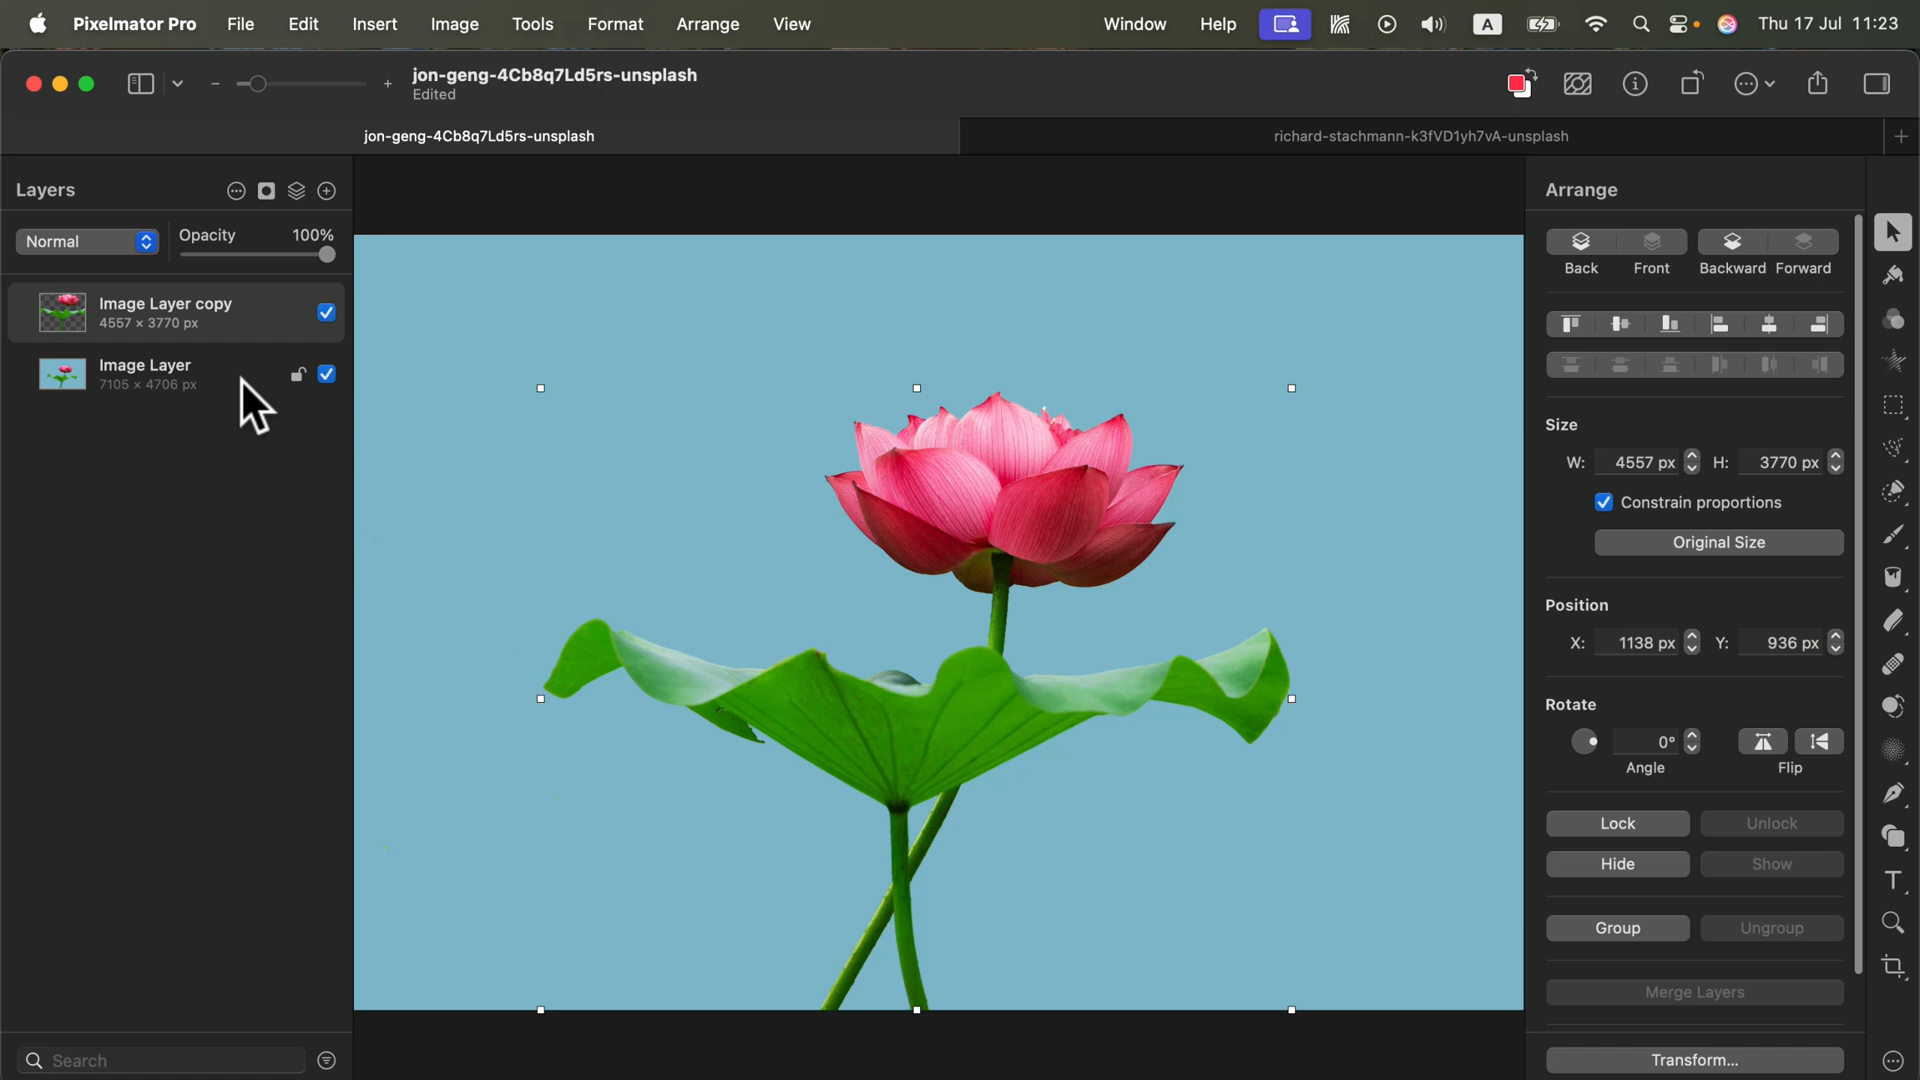 Pixelmator Pro File Edit Insert Image Tools Format Arrange View Window Help A Thu 17 Jul 11:23
jon-geng-4Cb8q7Ld5rs-unsplash
Edited
jon-geng-4Cb8q7Ld5rs-unsplash richard-stachmann-k3fVD1yh7vA-unsplash
Layers
Normal Opacity 100%
Image Layer copy
4557 × 3770 px
Image Layer
7105 × 4706 px
Search
Arrange
Back Front Backward Forward
Size
W: 4557 px H: 3770 px
Constrain proportions
Original Size
Position
X: 1138 px Y: 936 px
Rotate
0°
Angle Flip
Lock Unlock
Hide Show
Group Ungroup
Merge Layers
Transform...